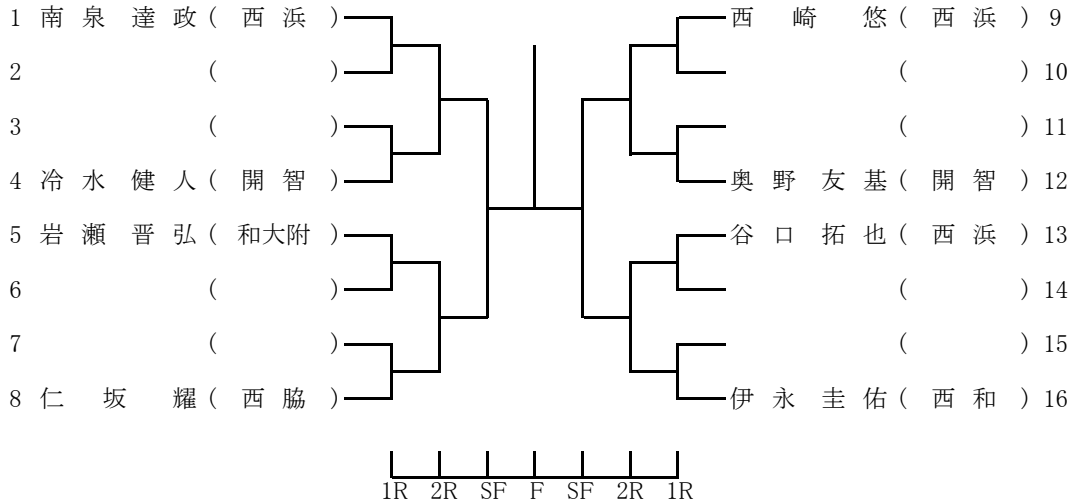 1 南泉達政(西浜) 西崎悠(西浜) 9
2 ( ) ( ) 10
3 ( ) ( ) 11
4 冷水健人(開智) 奥野友基(開智) 12
5 岩瀬晋弘(和大附) 谷口拓也(西浜) 13
6 ( ) ( ) 14
7 ( ) ( ) 15
8 仁坂耀(西脇) 伊永圭佑(西和) 16
1R 2R SF F SF 2R 1R